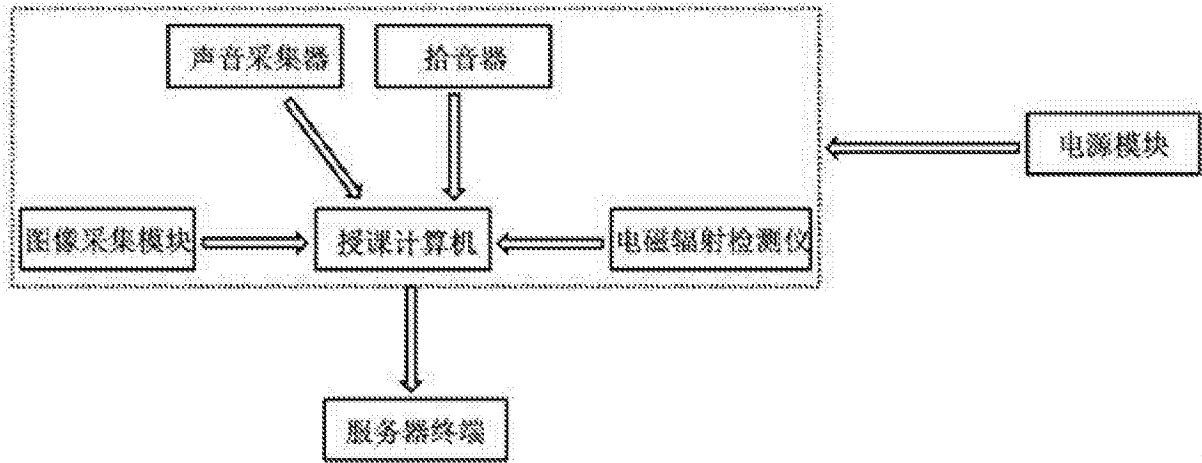 声音采集器
拾音器
电源模块
图像采集模块
授课计算机
电磁辐射检测仪
服务器终端